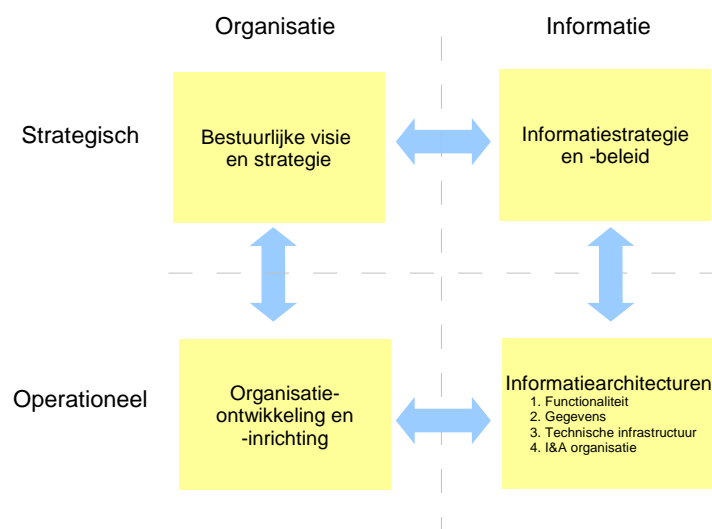 Organisatie
Informatie
Strategisch
Bestuurlijke visie
en strategie
Informatiestrategie
en -beleid
Operationeel
Organisatie-
ontwikkeling en
-inrichting
Informatiearchitecturen
1. Functionaliteit
2. Gegevens
3. Technische infrastructuur
4. I&A organisatie